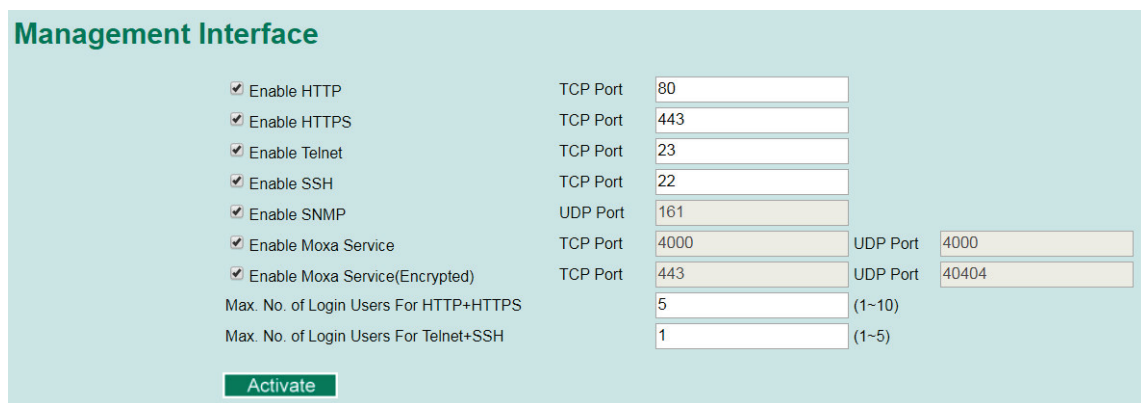 Management Interface
Enable HTTP TCP Port 80
Enable HTTPS TCP Port 443
Enable Telnet TCP Port 23
Enable SSH TCP Port 22
Enable SNMP UDP Port 161
Enable Moxa Service TCP Port 4000 UDP Port 4000
Enable Moxa Service(Encrypted) TCP Port 443 UDP Port 40404
Max. No. of Login Users For HTTP+HTTPS 5 (1~10)
Max. No. of Login Users For Telnet+SSH 1 (1~5)
Activate